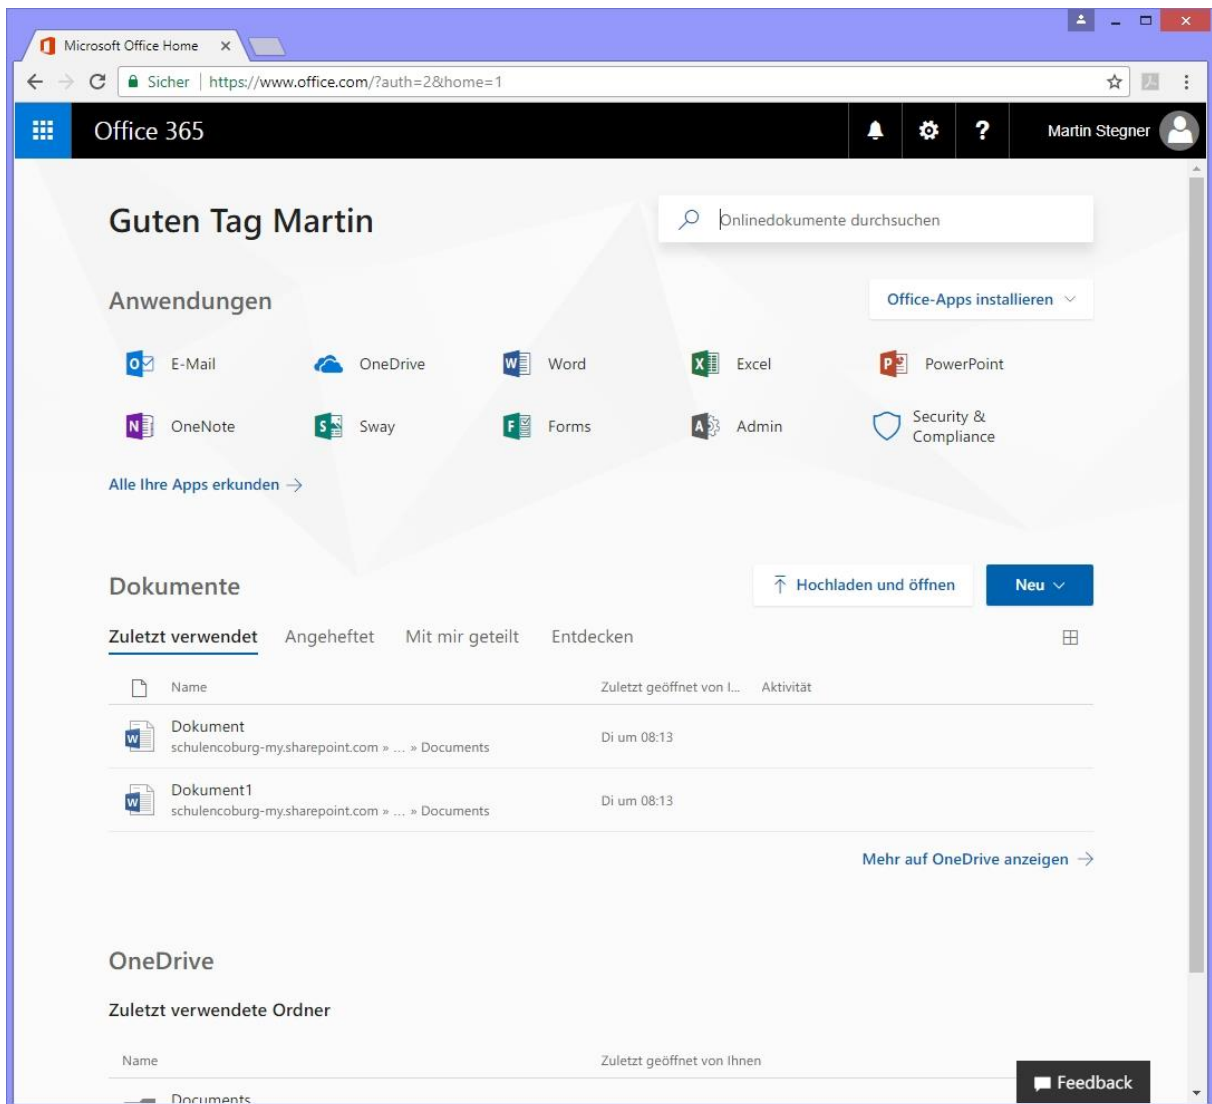 Microsoft Office Home
Sicher | https://www.office.com/?auth=2&home=1
Office 365
Martin Stegner
Guten Tag Martin
Onlinedokumente durchsuchen
Anwendungen
Office-Apps installieren
E-Mail
OneDrive
Word
Excel
PowerPoint
OneNote
Sway
Forms
Admin
Security &
Compliance
Alle Ihre Apps erkunden
Dokumente
Hochladen und öffnen
Neu
Zuletzt verwendet
Angeheftet
Mit mir geteilt
Entdecken
Name
Zuletzt geöffnet von I...
Aktivität
Dokument
schulencoburg-my.sharepoint.com » ... » Documents
Di um 08:13
Dokument1
schulencoburg-my.sharepoint.com » ... » Documents
Di um 08:13
Mehr auf OneDrive anzeigen
OneDrive
Zuletzt verwendete Ordner
Name
Zuletzt geöffnet von Ihnen
Documents
Feedback